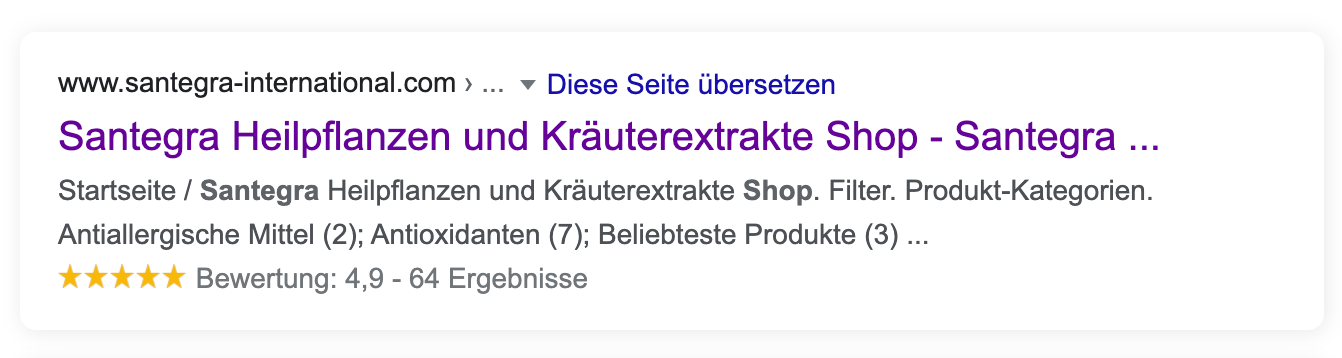 www.santegra-international.com › ... Diese Seite übersetzen
Santegra Heilpflanzen und Kräuterextrakte Shop - Santegra ...
Startseite / Santegra Heilpflanzen und Kräuterextrakte Shop. Filter. Produkt-Kategorien.
Antiallergische Mittel (2); Antioxidanten (7); Beliebteste Produkte (3) ...
Bewertung: 4,9 - 64 Ergebnisse